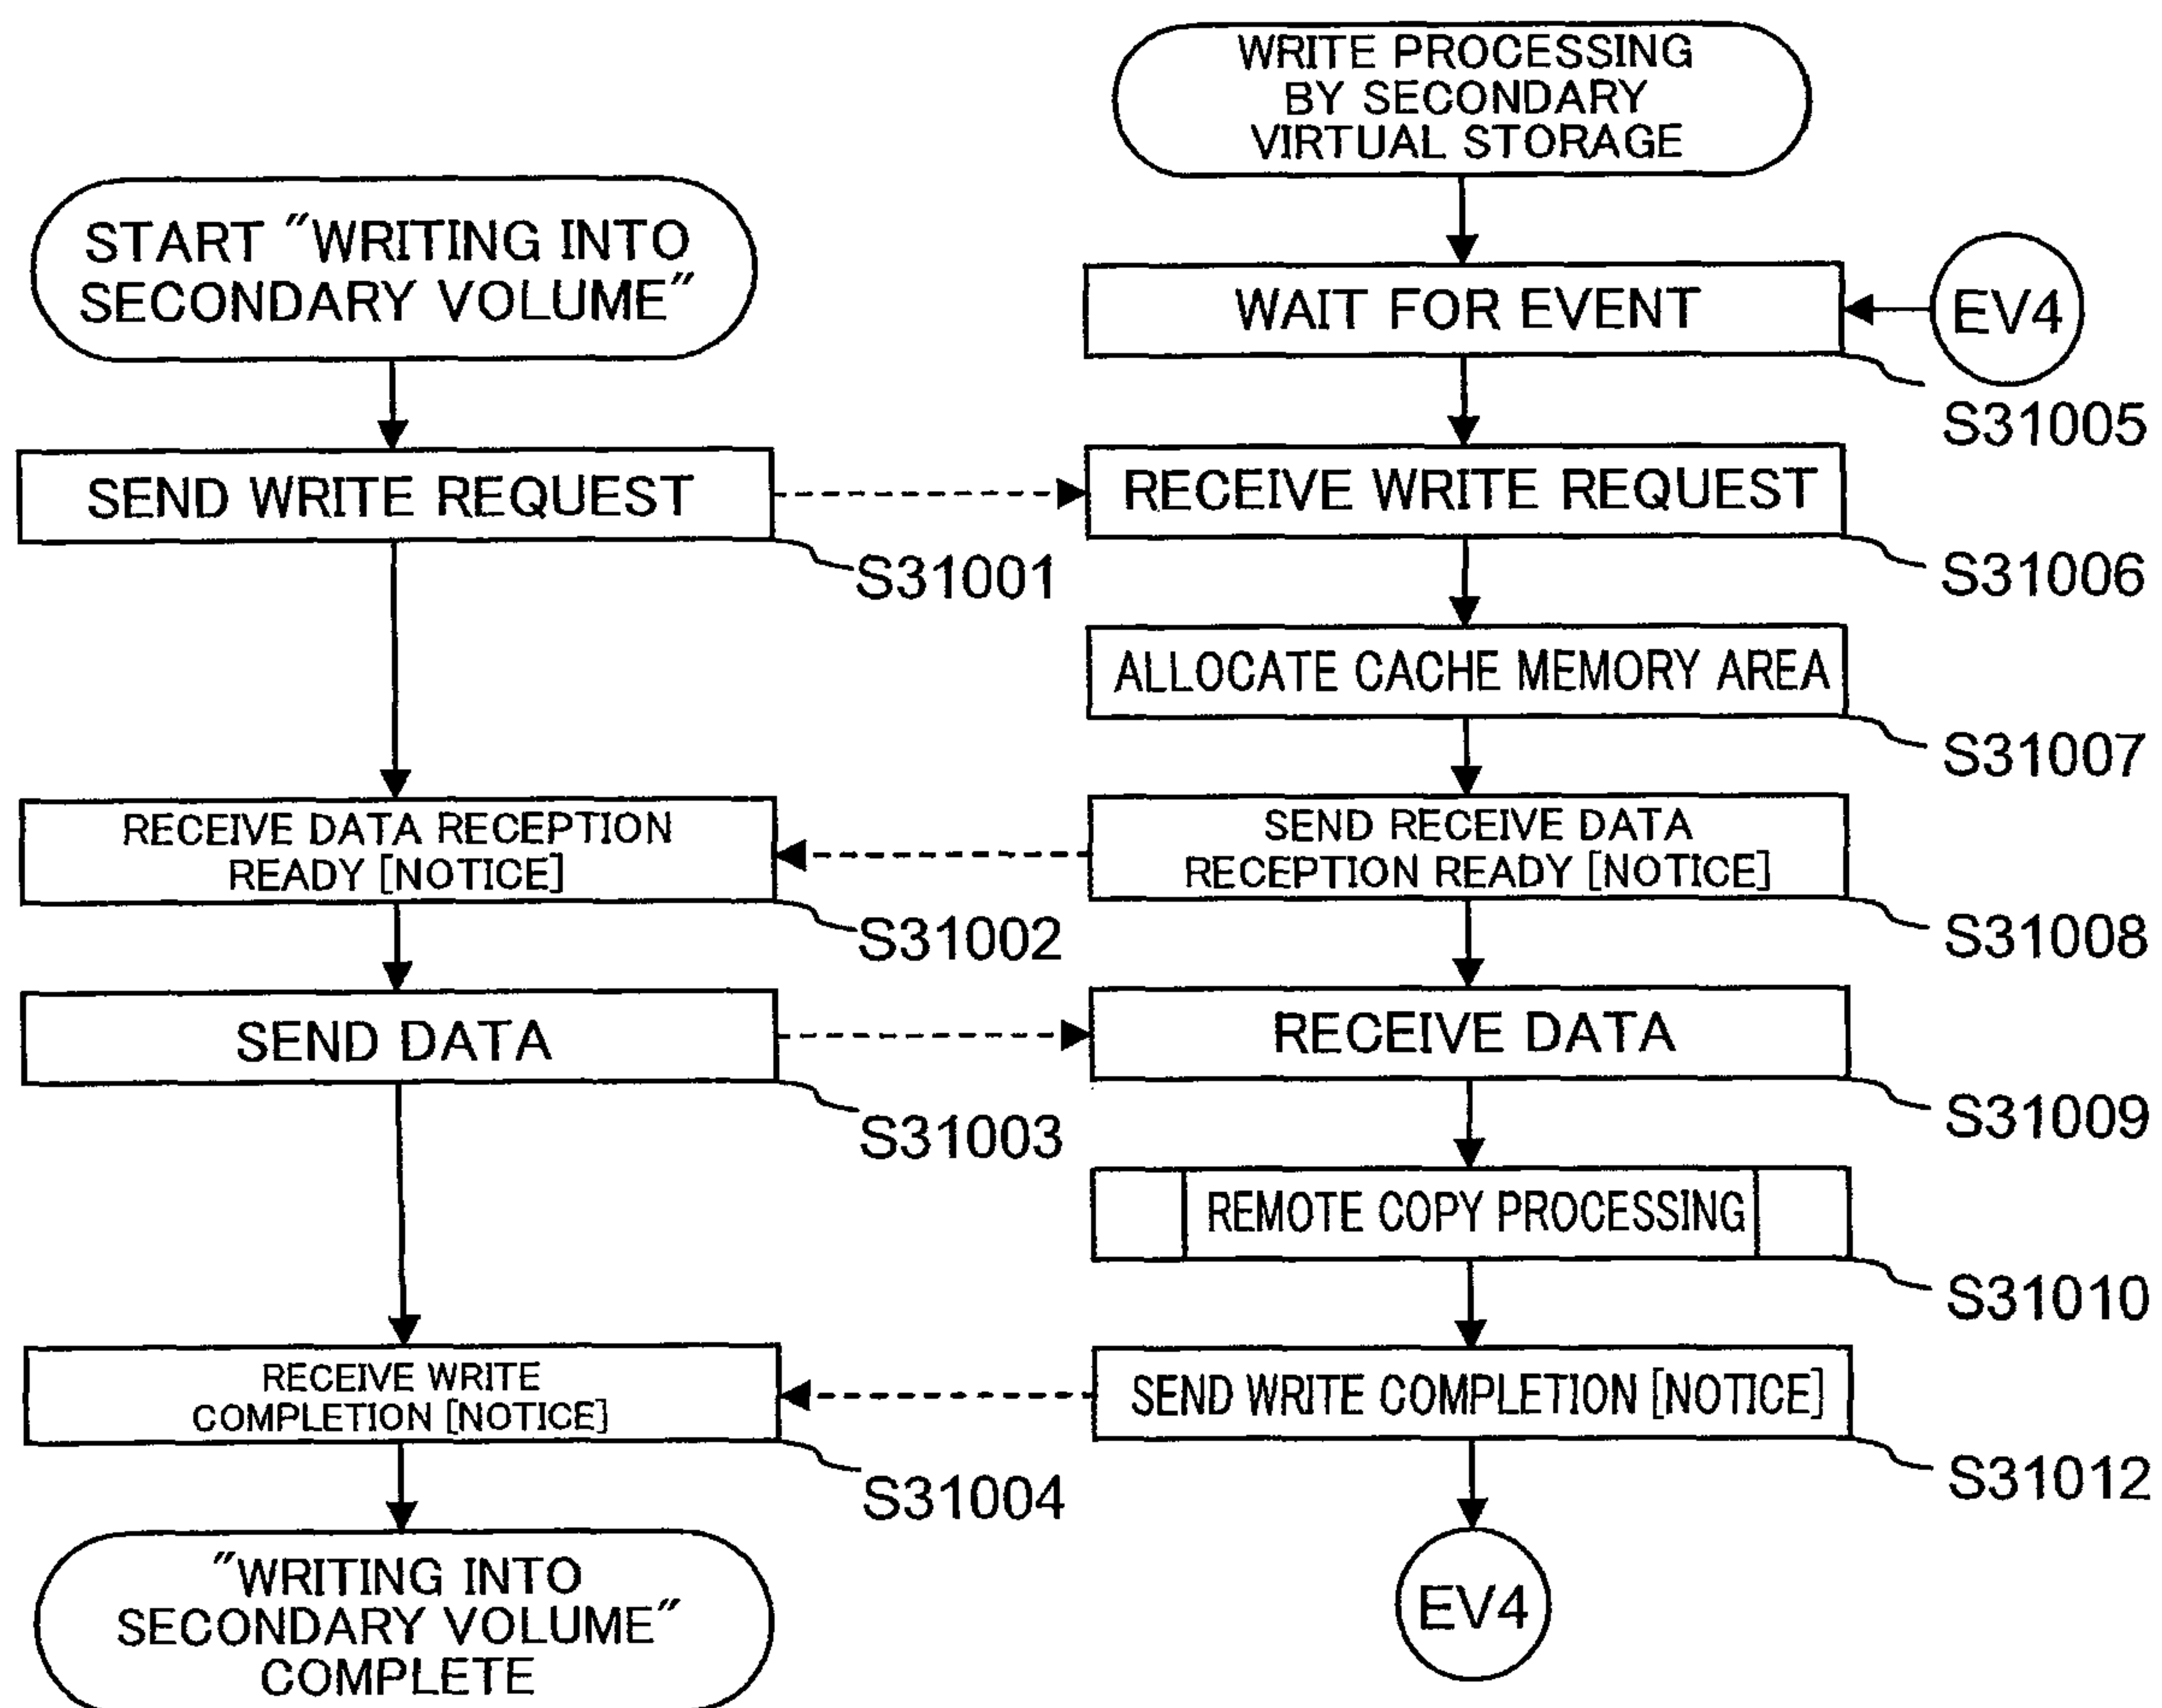 WRITE PROCESSING
BY SECONDARY
VIRTUAL STORAGE
START "WRITING INTO
SECONDARY VOLUME"
WAIT FOR EVENT
EV4
S31005
SEND WRITE REQUEST
S31001
RECEIVE WRITE REQUEST
S31006
ALLOCATE CACHE MEMORY AREA
S31007
RECEIVE DATA RECEPTION
READY [NOTICE]
S31002
SEND RECEIVE DATA
RECEPTION READY [NOTICE]
S31008
SEND DATA
S31003
RECEIVE DATA
S31009
REMOTE COPY PROCESSING
S31010
RECEIVE WRITE
COMPLETION [NOTICE]
S31004
SEND WRITE COMPLETION [NOTICE]
S31012
"WRITING INTO
SECONDARY VOLUME"
COMPLETE
EV4